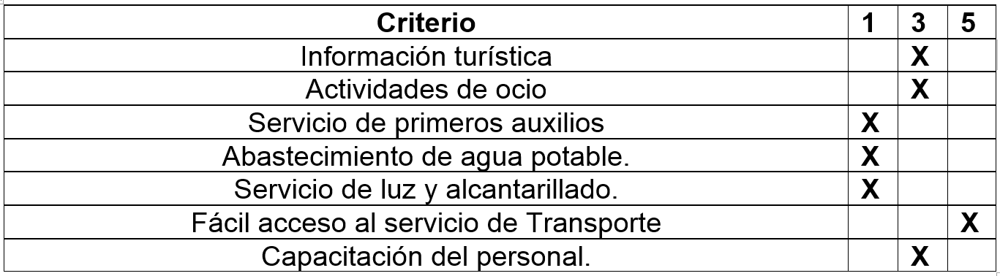 Criterio 1 3 5
Información turística X
Actividades de ocio X
Servicio de primeros auxilios X
Abastecimiento de agua potable. X
Servicio de luz y alcantarillado. X
Fácil acceso al servicio de Transporte X
Capacitación del personal. X